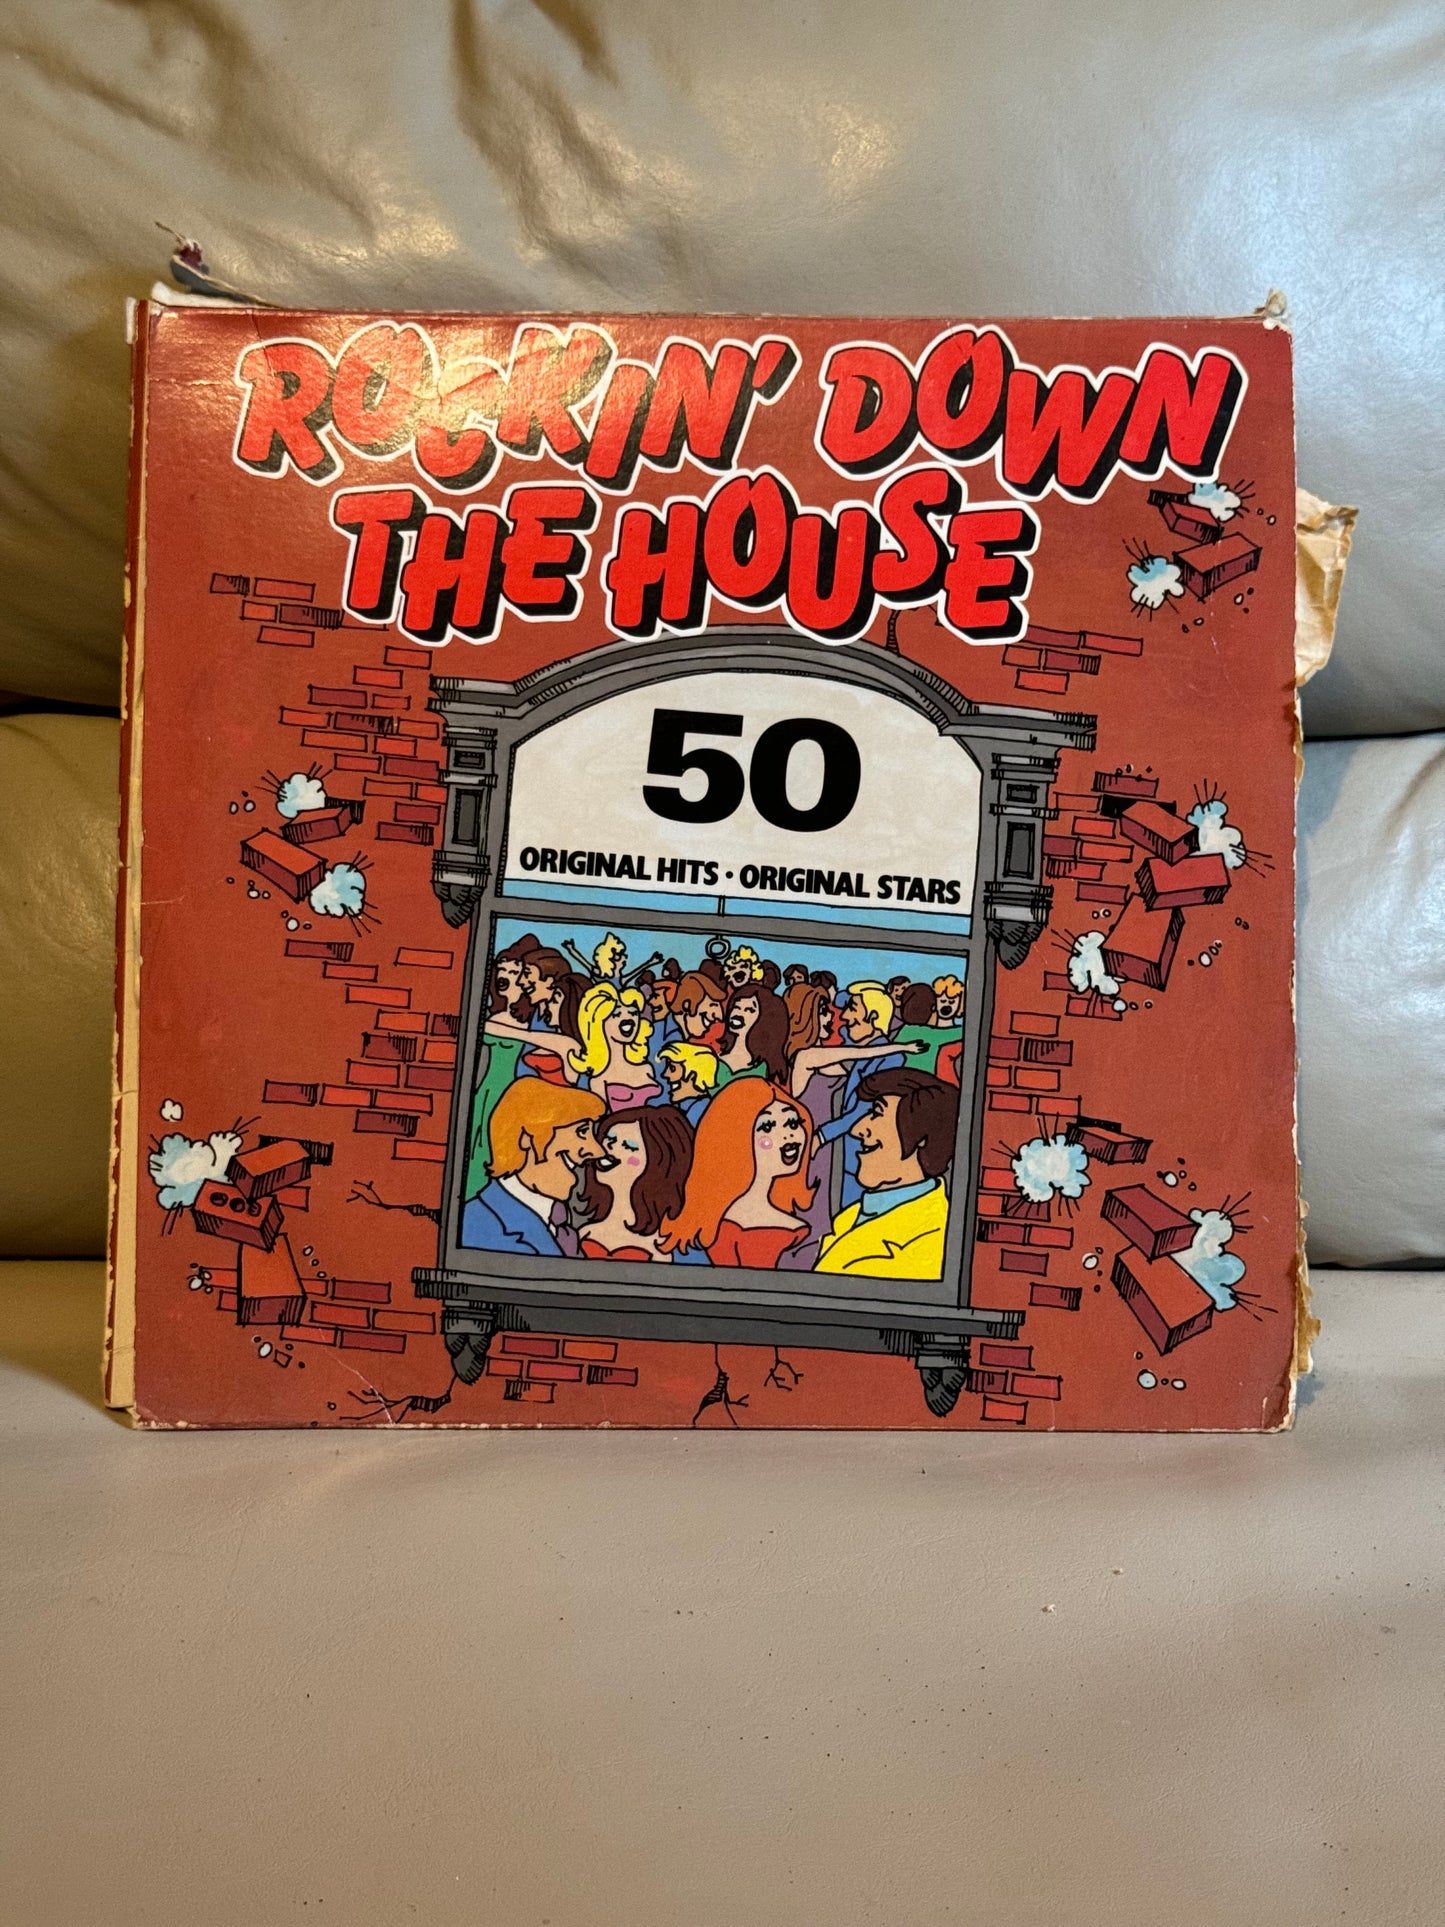 ROCKIN' DOWN
THE HOUSE
50
ORIGINAL HITS · ORIGINAL STARS